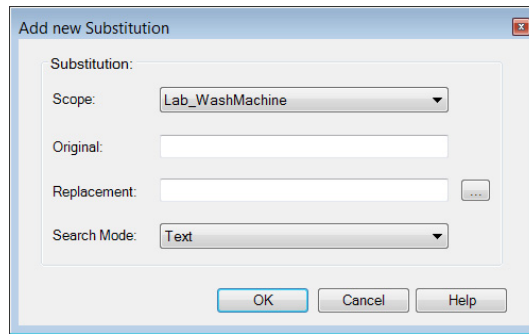 Add new Substitution
Substitution:
Scope: Lab_WashMachine
Original:
Replacement: ...
Search Mode: Text
OK Cancel Help